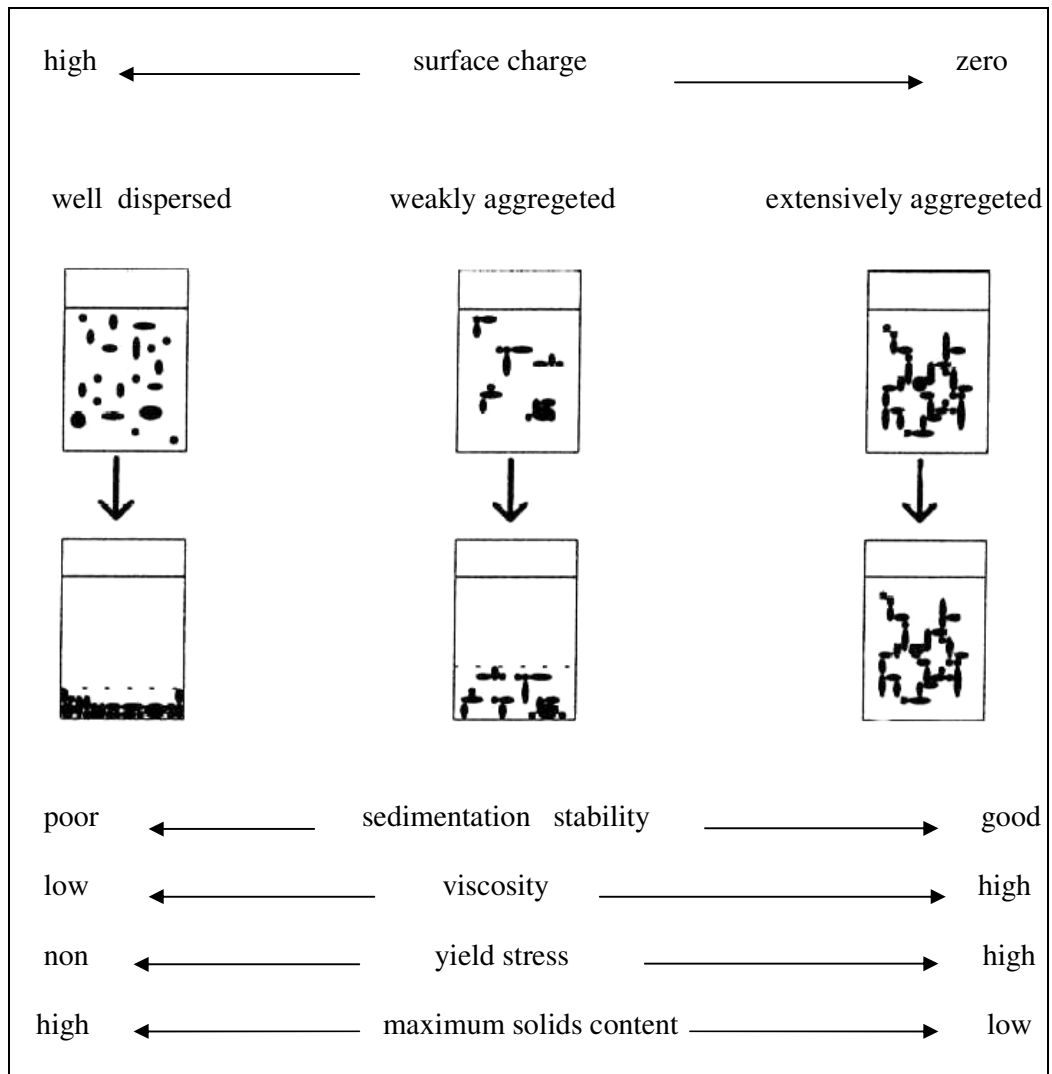 high surface charge zero
well dispersed weakly aggregeted extensively aggregeted
poor sedimentation stability good
low viscosity high
non yield stress high
high maximum solids content low